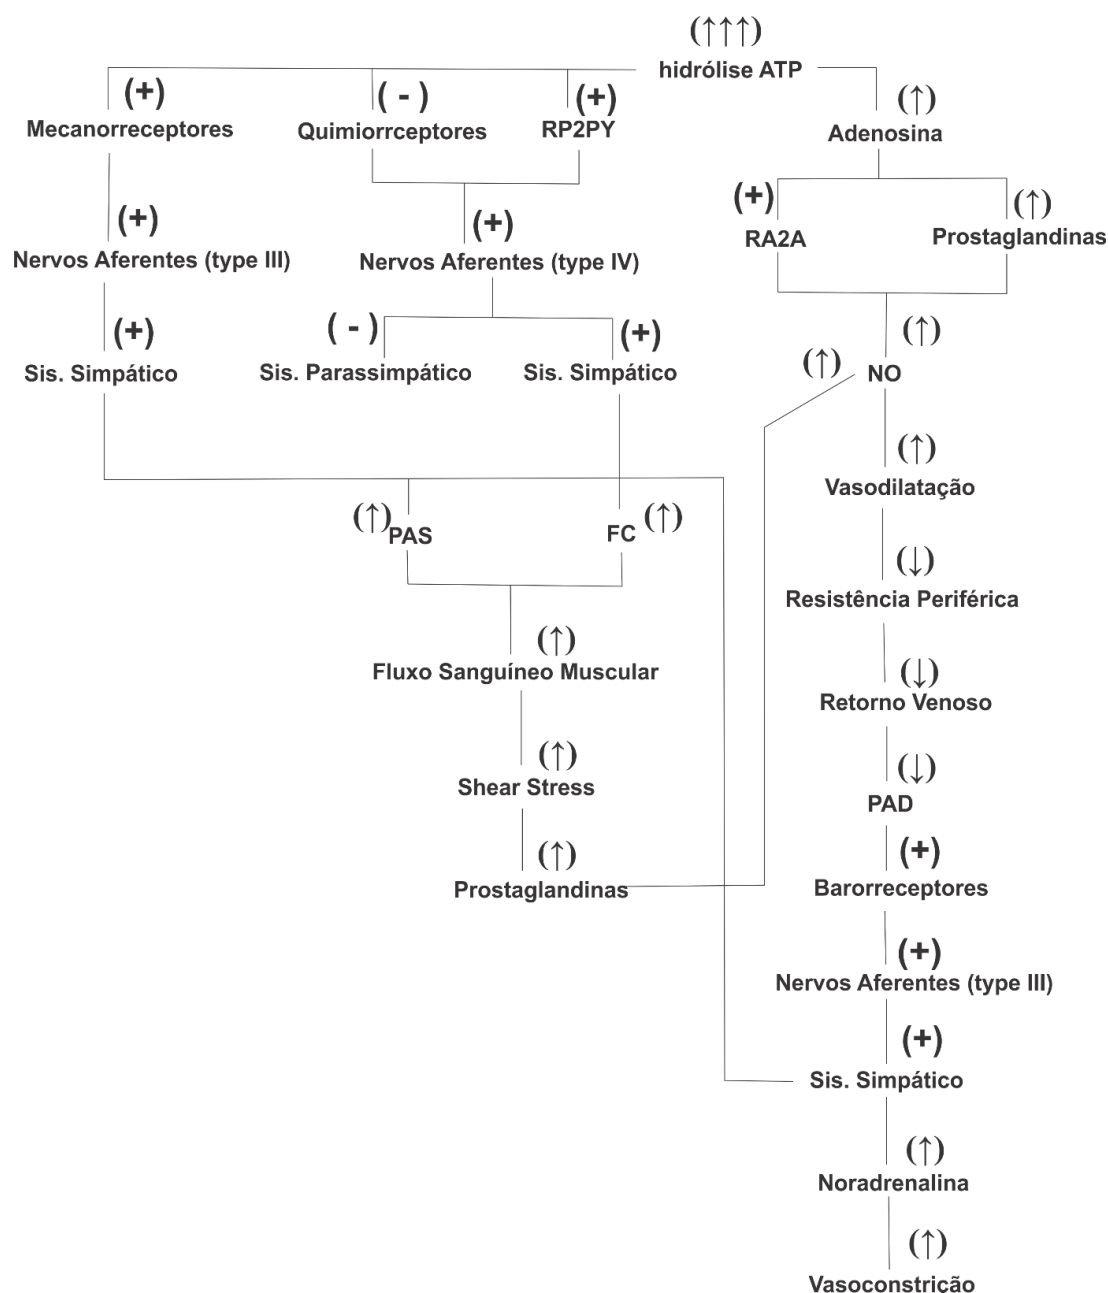 (↑↑↑)
hidrólise ATP
(+)
( - )
(+)
(↑)
Mecanorreceptores
Quimiorrceptores
RP2PY
Adenosina
(+)
(↑)
(+)
(+)
RA2A
Prostaglandinas
Nervos Aferentes (type III)
Nervos Aferentes (type IV)
(+)
( - )
(+)
(↑)
(↑)
Sis. Simpático
Sis. Parassimpático
Sis. Simpático
NO
(↑)
Vasodilatação
(↑)
PAS
FC
(↑)
(↓)
Resistência Periférica
(↑)
Fluxo Sanguíneo Muscular
(↓)
Retorno Venoso
(↑)
Shear Stress
(↓)
PAD
(↑)
Prostaglandinas
(+)
Barorreceptores
(+)
Nervos Aferentes (type III)
(+)
Sis. Simpático
(↑)
Noradrenalina
(↑)
Vasoconstrição